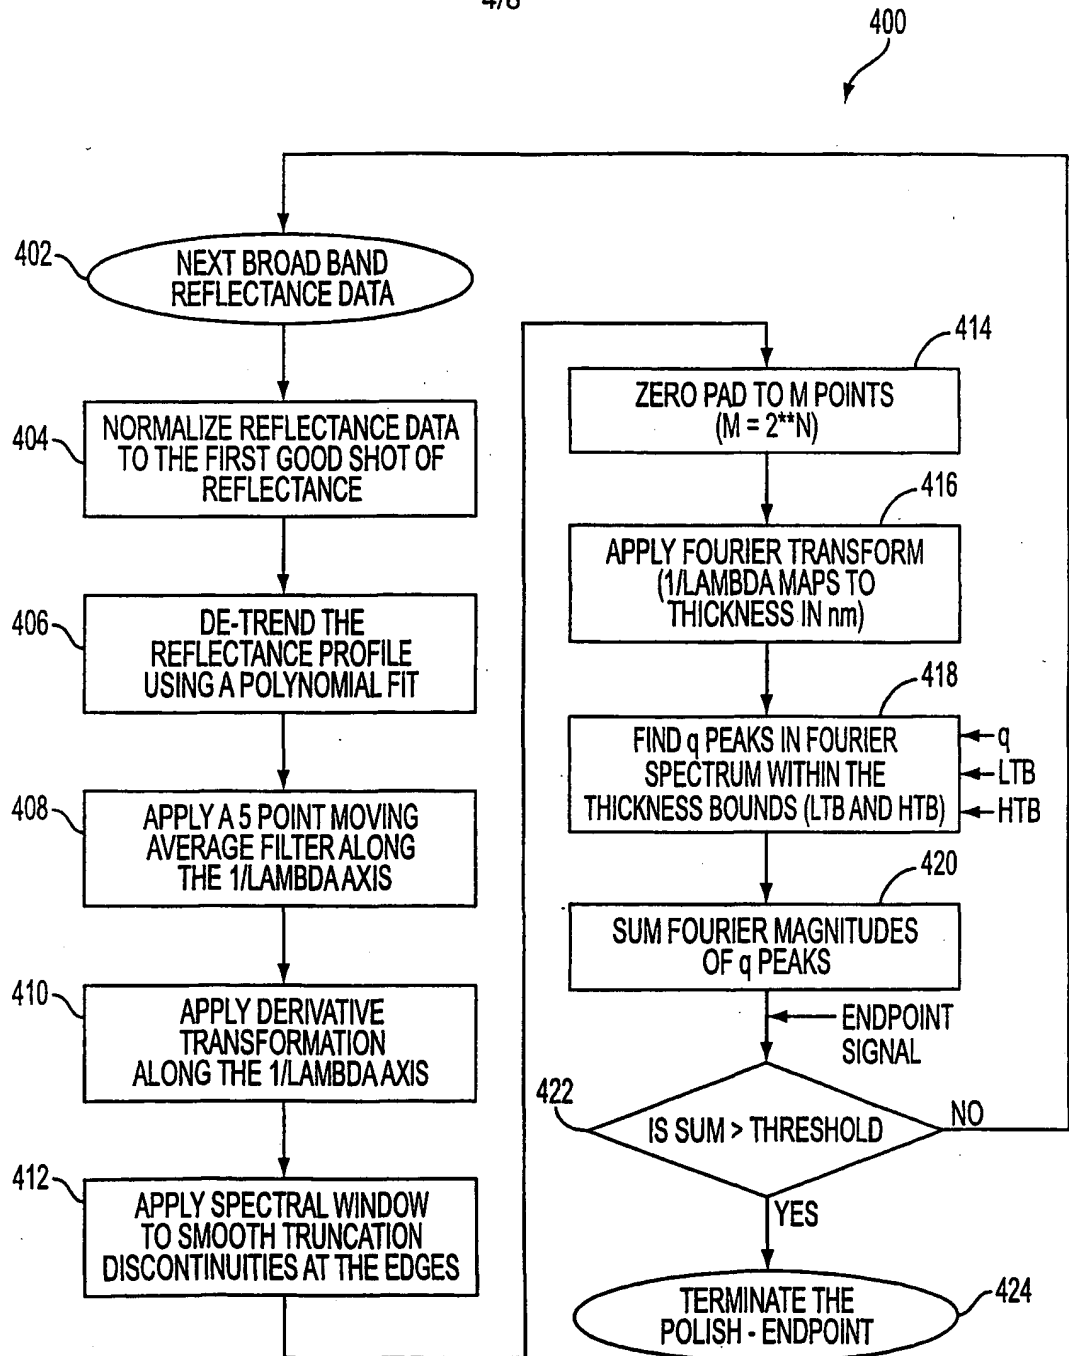 4/8
400
402
NEXT BROAD BAND
REFLECTANCE DATA
404
NORMALIZE REFLECTANCE DATA
TO THE FIRST GOOD SHOT OF
REFLECTANCE
406
DE-TREND THE
REFLECTANCE PROFILE
USING A POLYNOMIAL FIT
408
APPLY A 5 POINT MOVING
AVERAGE FILTER ALONG
THE 1/LAMBDA AXIS
410
APPLY DERIVATIVE
TRANSFORMATION
ALONG THE 1/LAMBDA AXIS
412
APPLY SPECTRAL WINDOW
TO SMOOTH TRUNCATION
DISCONTINUITIES AT THE EDGES
414
ZERO PAD TO M POINTS
(M = 2**N)
416
APPLY FOURIER TRANSFORM
(1/LAMBDA MAPS TO
THICKNESS IN nm)
418
FIND q PEAKS IN FOURIER
SPECTRUM WITHIN THE
THICKNESS BOUNDS (LTB AND HTB)
q
LTB
HTB
420
SUM FOURIER MAGNITUDES
OF q PEAKS
ENDPOINT
SIGNAL
422
IS SUM > THRESHOLD
NO
YES
424
TERMINATE THE
POLISH - ENDPOINT